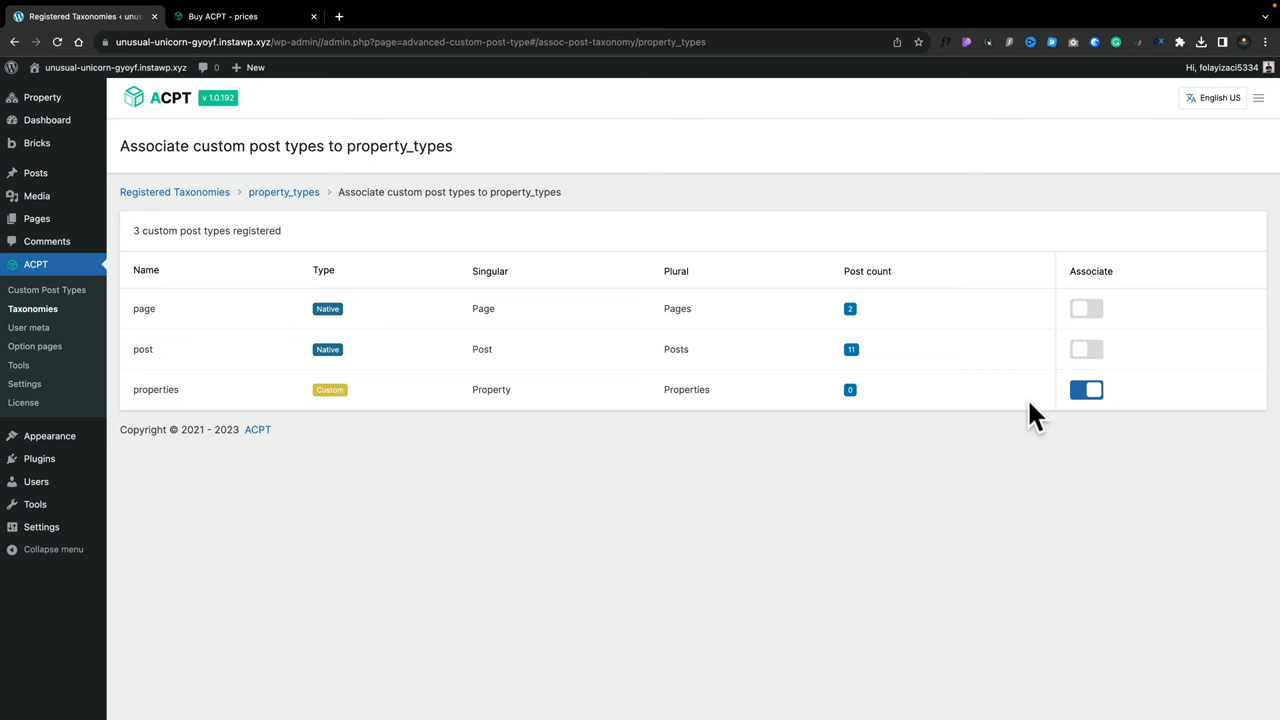 Registered Taxonomies ‹ unus
Buy ACPT - prices
unusual-unicorn-gyoyf.instawp.xyz/wp-admin//admin.php?page=advanced-custom-post-type#/assoc-post-taxonomy/property_types
unusual-unicorn-gyoyf.instawp.xyz
0
New
Hi, folayizaci5334
Property
Dashboard
Bricks
Posts
Media
Pages
Comments
ACPT
Custom Post Types
Taxonomies
User meta
Option pages
Tools
Settings
License
Appearance
Plugins
Users
Tools
Settings
Collapse menu
ACPT
v 1.0.192
English US
Associate custom post types to property_types
Registered Taxonomies > property_types > Associate custom post types to property_types
3 custom post types registered
Name Type Singular Plural Post count Associate
page Native Page Pages 2
post Native Post Posts 11
properties Custom Property Properties 0
Copyright © 2021 - 2023 ACPT